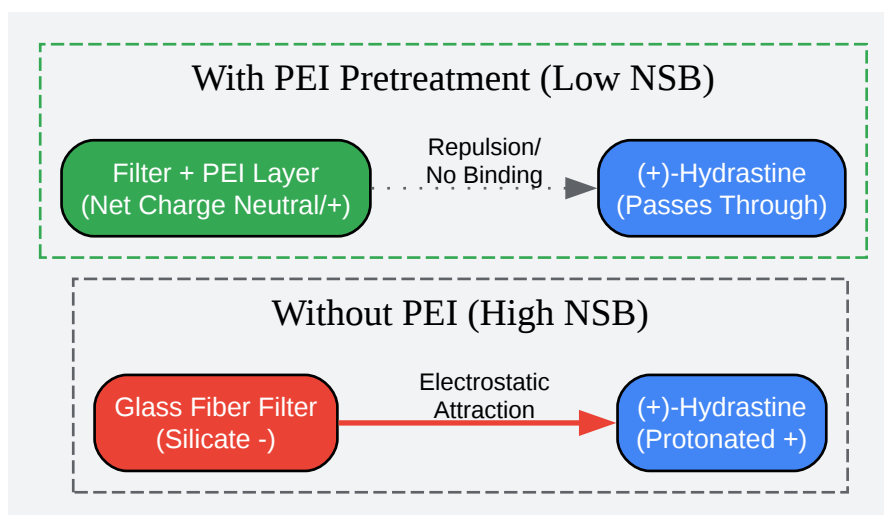 With PEI Pretreatment (Low NSB)
Filter + PEI Layer
(Net Charge Neutral/+)
Repulsion/
No Binding
(+)-Hydrastine
(Passes Through)
Without PEI (High NSB)
Glass Fiber Filter
(Silicate -)
Electrostatic
Attraction
(+)-Hydrastine
(Protonated +)